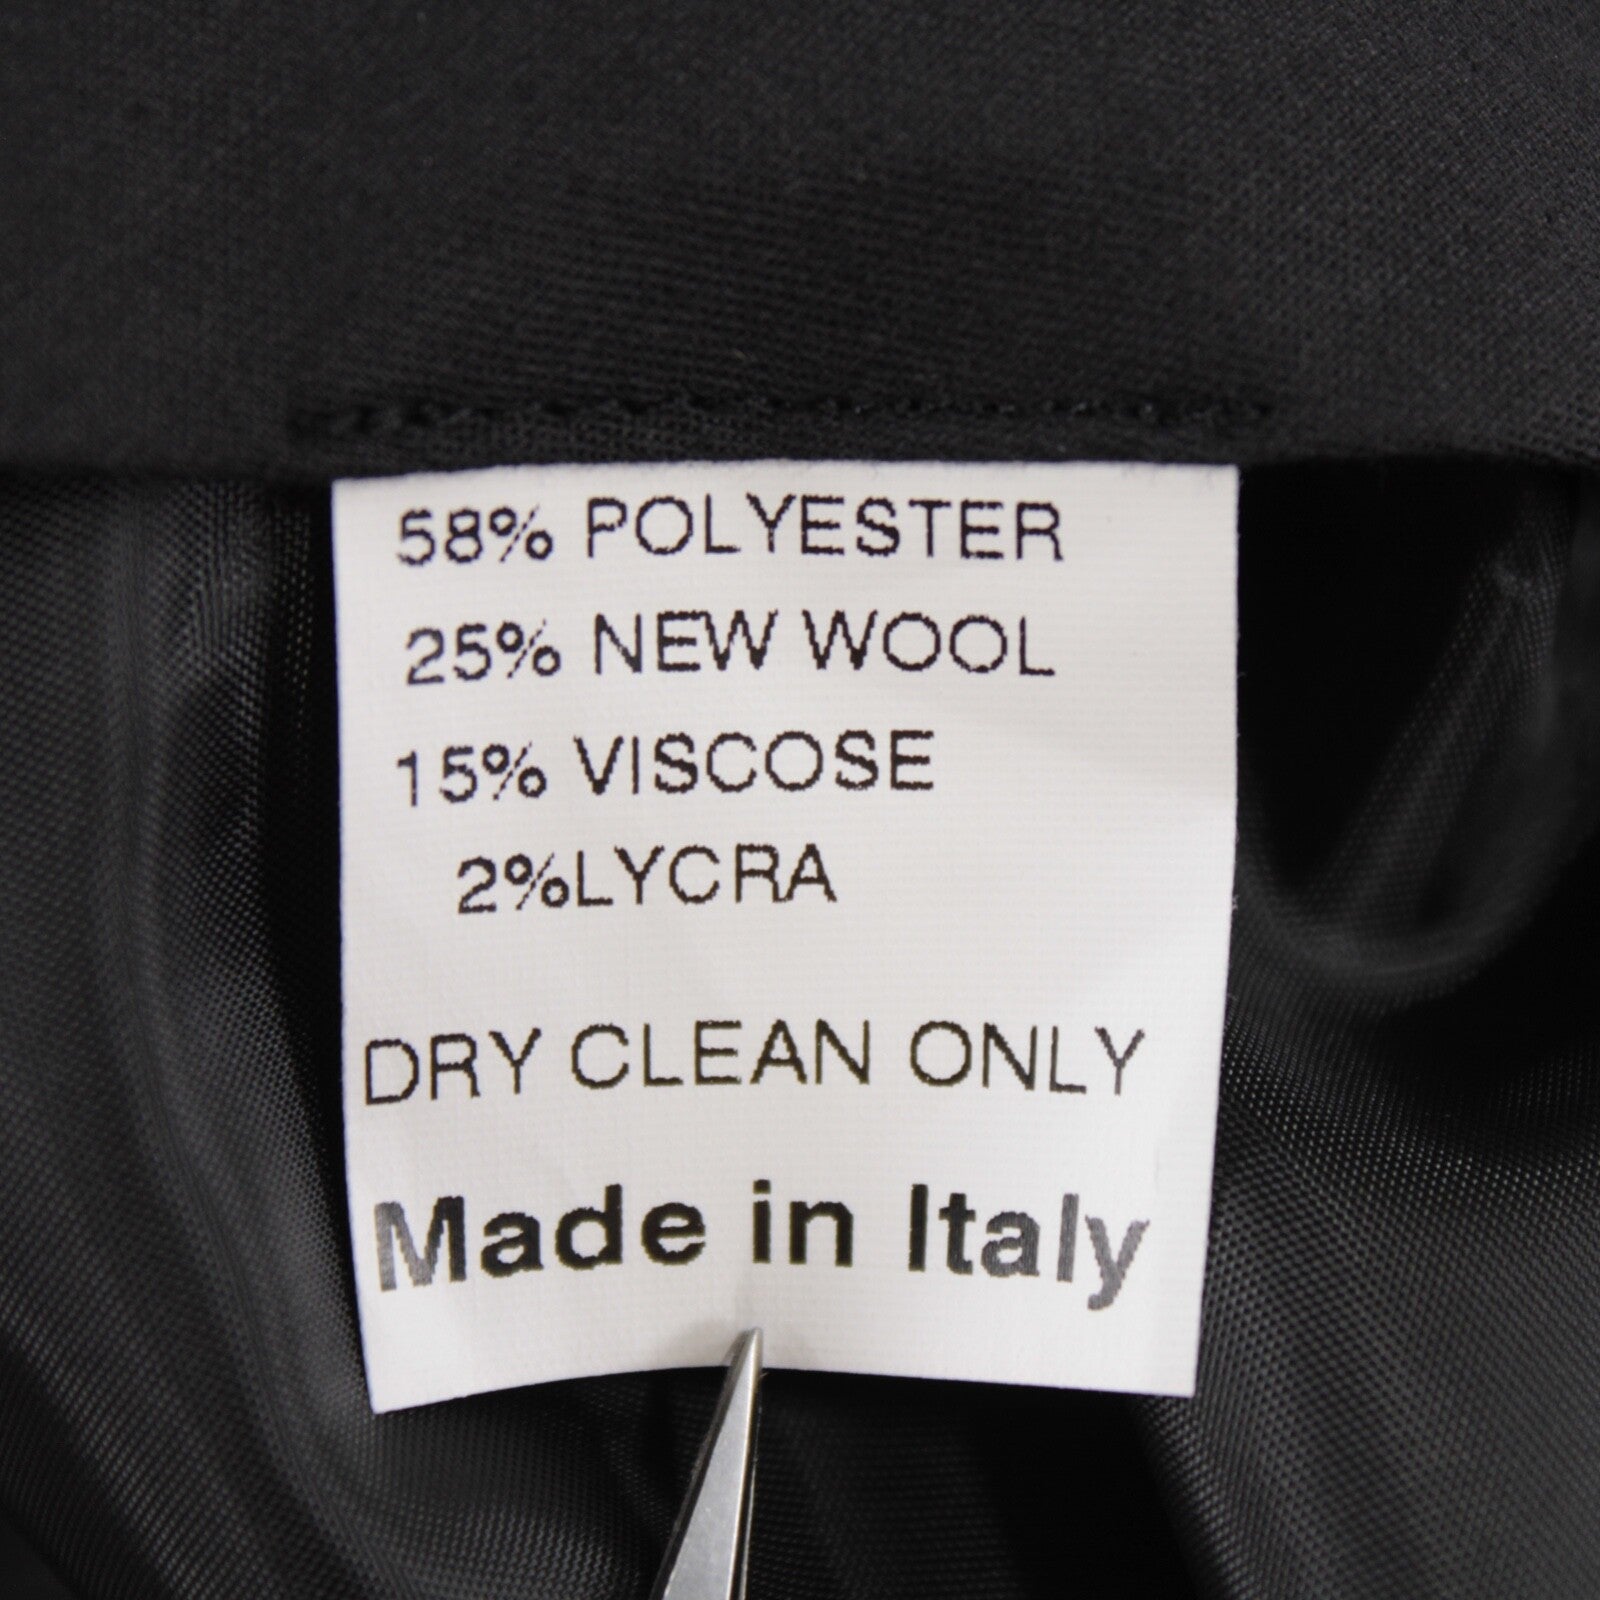 58% POLYESTER
25% NEW WOOL
15% VISCOSE
2%LYCRA
DRY CLEAN ONLY
Made in Italy